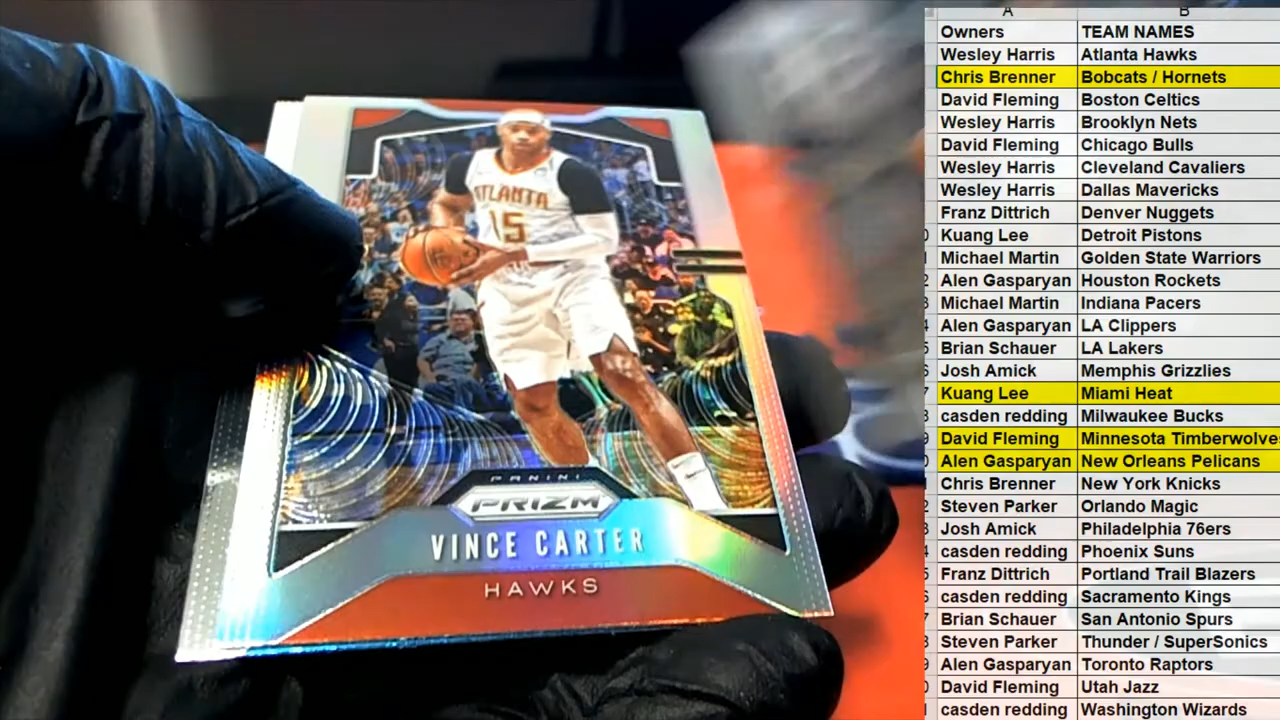 ATLANTA
15
PANINI
PRIZM
VINCE CARTER
HAWKS
A B
Owners TEAM NAMES
Wesley Harris Atlanta Hawks
Chris Brenner Bobcats / Hornets
David Fleming Boston Celtics
Wesley Harris Brooklyn Nets
David Fleming Chicago Bulls
Wesley Harris Cleveland Cavaliers
Wesley Harris Dallas Mavericks
Franz Dittrich Denver Nuggets
Kuang Lee Detroit Pistons
Michael Martin Golden State Warriors
Alen Gasparyan Houston Rockets
Michael Martin Indiana Pacers
Alen Gasparyan LA Clippers
Brian Schauer LA Lakers
Josh Amick Memphis Grizzlies
Kuang Lee Miami Heat
casden redding Milwaukee Bucks
David Fleming Minnesota Timberwolves
Alen Gasparyan New Orleans Pelicans
Chris Brenner New York Knicks
Steven Parker Orlando Magic
Josh Amick Philadelphia 76ers
casden redding Phoenix Suns
Franz Dittrich Portland Trail Blazers
casden redding Sacramento Kings
Brian Schauer San Antonio Spurs
Steven Parker Thunder / SuperSonics
Alen Gasparyan Toronto Raptors
David Fleming Utah Jazz
casden redding Washington Wizards